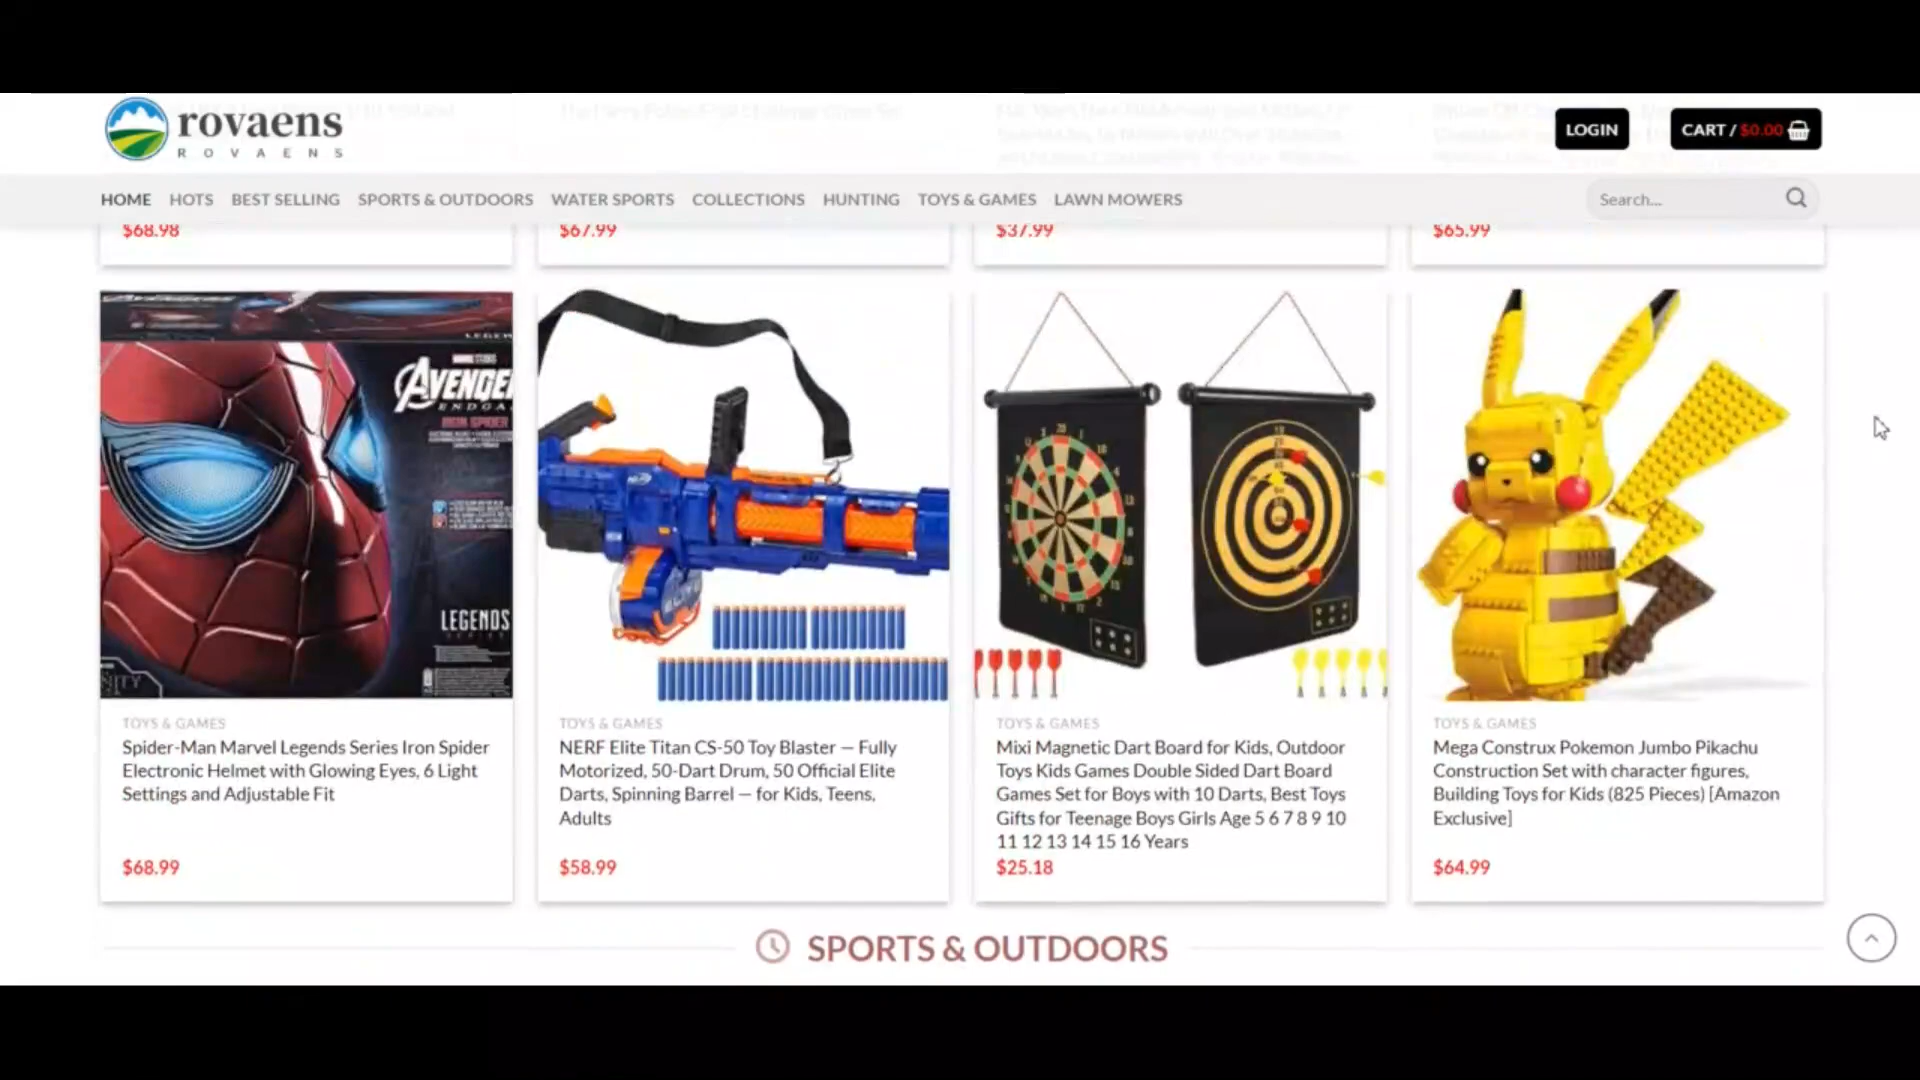 rovaens
ROVAENS
LOGIN
CART / $0.00
HOME HOTS BEST SELLING SPORTS & OUTDOORS WATER SPORTS COLLECTIONS HUNTING TOYS & GAMES LAWN MOWERS
Search...
$68.98 $67.99 $37.99 $65.99
AVENGE
ENDGA
IRON SPIDER
LEGENDS
SERIES
NERF
TOYS & GAMES
Spider-Man Marvel Legends Series Iron Spider
Electronic Helmet with Glowing Eyes, 6 Light
Settings and Adjustable Fit
$68.99
TOYS & GAMES
NERF Elite Titan CS-50 Toy Blaster – Fully
Motorized, 50-Dart Drum, 50 Official Elite
Darts, Spinning Barrel – for Kids, Teens,
Adults
$58.99
TOYS & GAMES
Mixi Magnetic Dart Board for Kids, Outdoor
Toys Kids Games Double Sided Dart Board
Games Set for Boys with 10 Darts, Best Toys
Gifts for Teenage Boys Girls Age 5 6 7 8 9 10
11 12 13 14 15 16 Years
$25.18
TOYS & GAMES
Mega Construx Pokemon Jumbo Pikachu
Construction Set with character figures,
Building Toys for Kids (825 Pieces) [Amazon
Exclusive]
$64.99
SPORTS & OUTDOORS